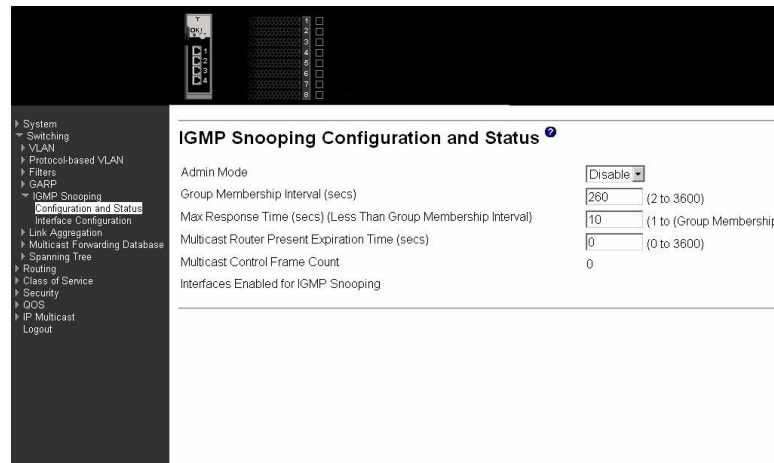 T
OK!
1
2
3
4
1
2
3
4
5
6
7
8
System
Switching
VLAN
Protocol-based VLAN
Filters
GARP
IGMP Snooping
Configuration and Status
Interface Configuration
Link Aggregation
Multicast Forwarding Database
Spanning Tree
Routing
Class of Service
Security
QOS
IP Multicast
Logout
IGMP Snooping Configuration and Status ?
Admin Mode Disable
Group Membership Interval (secs) 260 (2 to 3600)
Max Response Time (secs) (Less Than Group Membership Interval) 10 (1 to (Group Membership
Multicast Router Present Expiration Time (secs) 0 (0 to 3600)
Multicast Control Frame Count 0
Interfaces Enabled for IGMP Snooping